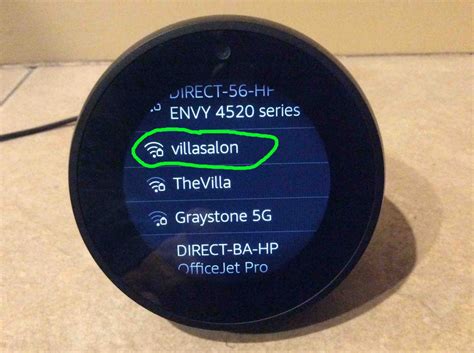 DIRECT-56-HP
ENVY 4520 series
villasalon
TheVilla
Graystone 5G
DIRECT-BA-HP
OfficeJet Pro